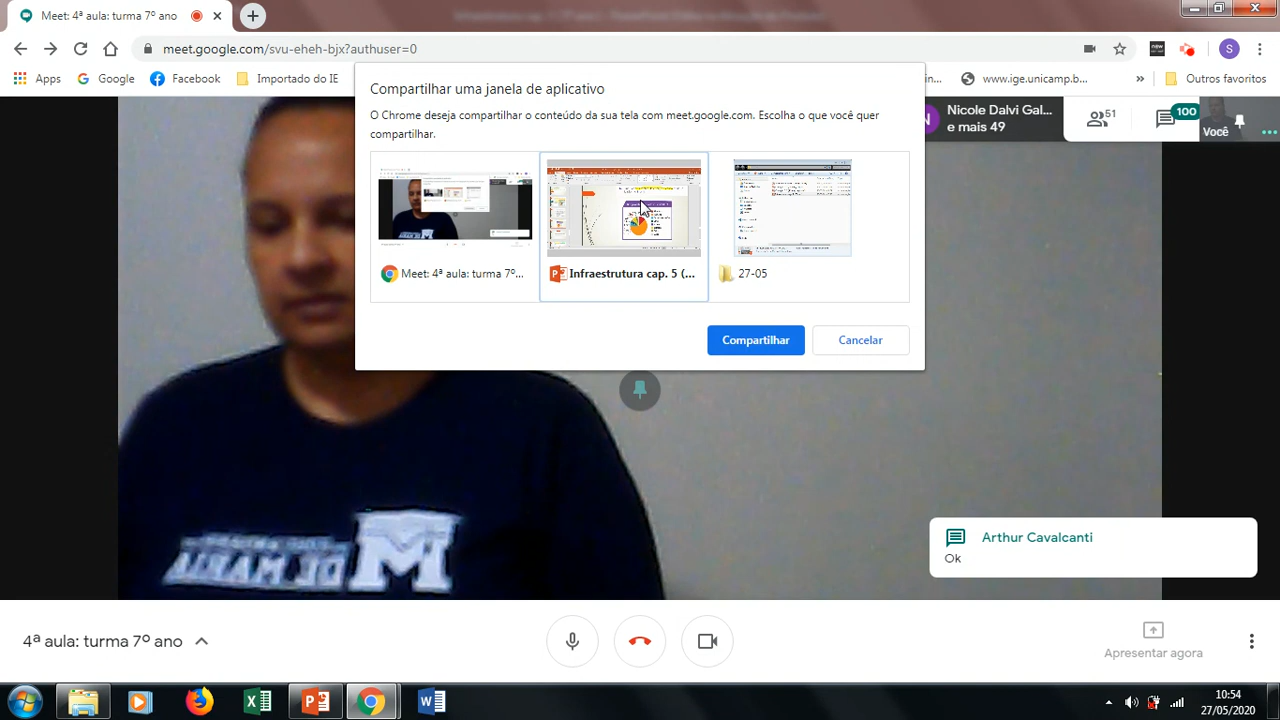 Meet: 4ª aula: turma 7º ano
meet.google.com/svu-eheh-bjx?authuser=0
S
Apps
Google
Facebook
Importado do IE
in...
www.ige.unicamp.b...
»
Outros favoritos
Compartilhar uma janela de aplicativo
O Chrome deseja compartilhar o conteúdo da sua tela com meet.google.com. Escolha o que você quer
compartilhar.
Meet: 4ª aula: turma 7º...
Infraestrutura cap. 5 (...
27-05
Compartilhar
Cancelar
N
Nicole Dalvi Gal...
e mais 49
51
100
Você
M
DE MARIA
Arthur Cavalcanti
Ok
4ª aula: turma 7º ano
Apresentar agora
10:54
27/05/2020